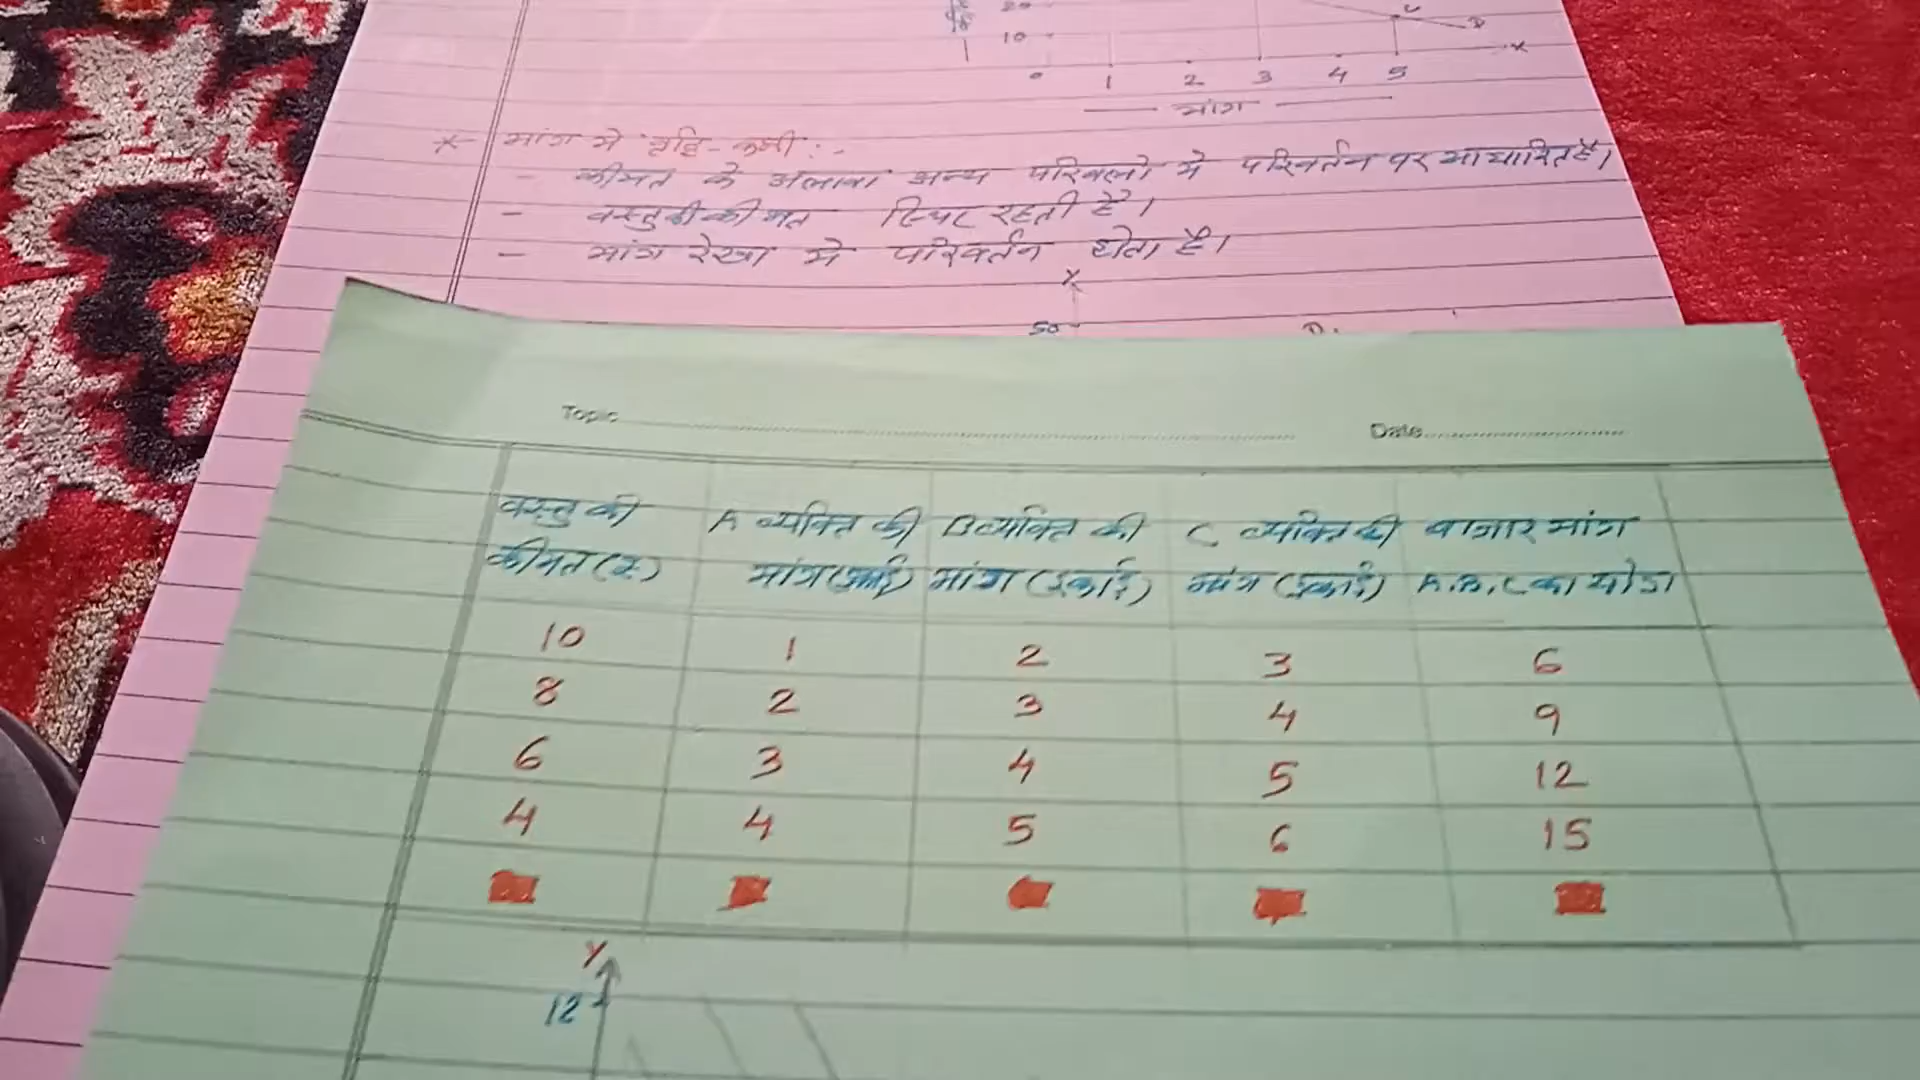 20
10
0 1 2 3 4 5 X
मांग
* मांग मे वृद्धि-कमी :-
- कीमत के अलावा अन्य परिबलो मे परिवर्तन पर आधारित है।
- वस्तु की कीमत स्थिर रहती है।
- मांग रेखा मे परिवर्तन होता है।
Y
50
Topic Date
वस्तु की A व्यक्ति की B व्यक्ति की C व्यक्ति की बाजार मांग
कीमत (रु.) मांग (इकाई) मांग (इकाई) मांग (इकाई) A.B.C का योग
10 1 2 3 6
8 2 3 4 9
6 3 4 5 12
4 4 5 6 15
Y
12